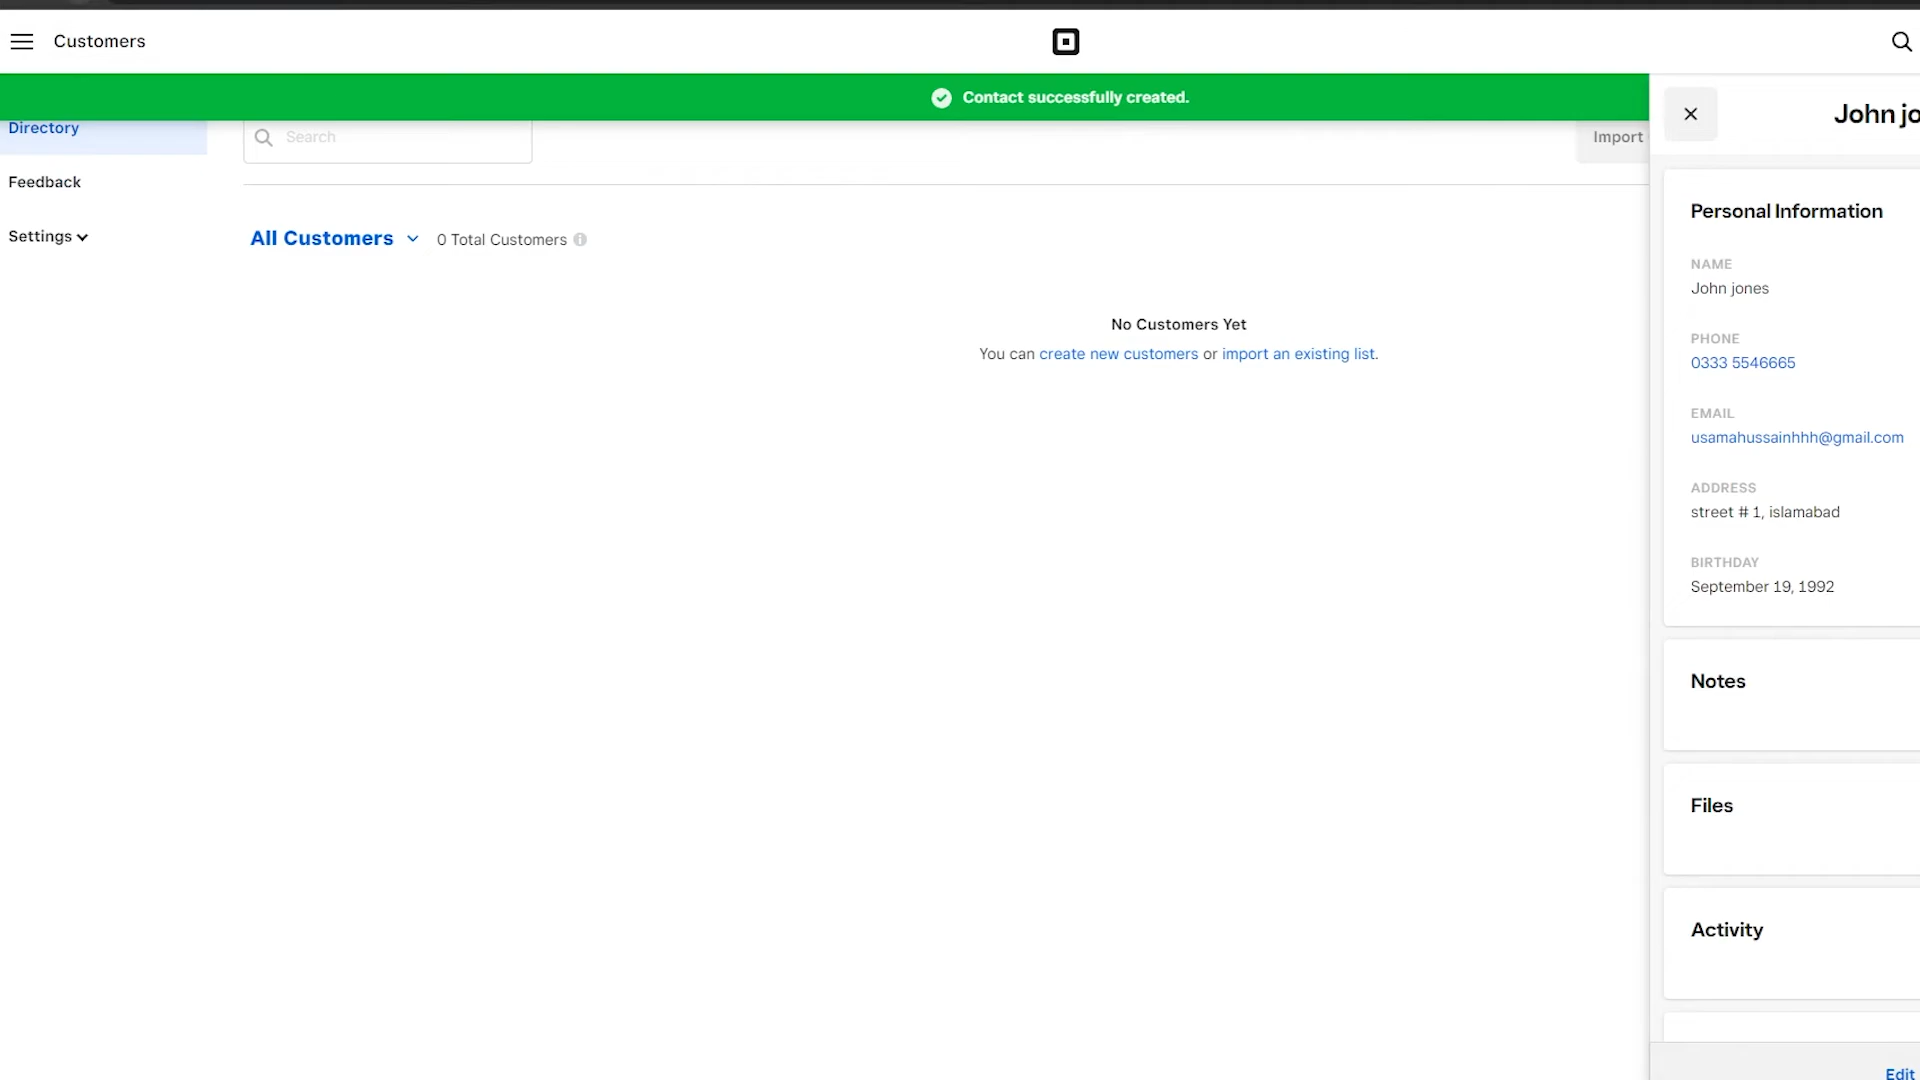 Customers
Contact successfully created.
John jo
Directory
Search
Import
Feedback
Settings
All Customers
0 Total Customers
No Customers Yet
You can create new customers or import an existing list.
Personal Information
NAME
John jones
PHONE
0333 5546665
EMAIL
usamahussainhhh@gmail.com
ADDRESS
street # 1, islamabad
BIRTHDAY
September 19, 1992
Notes
Files
Activity
Edit